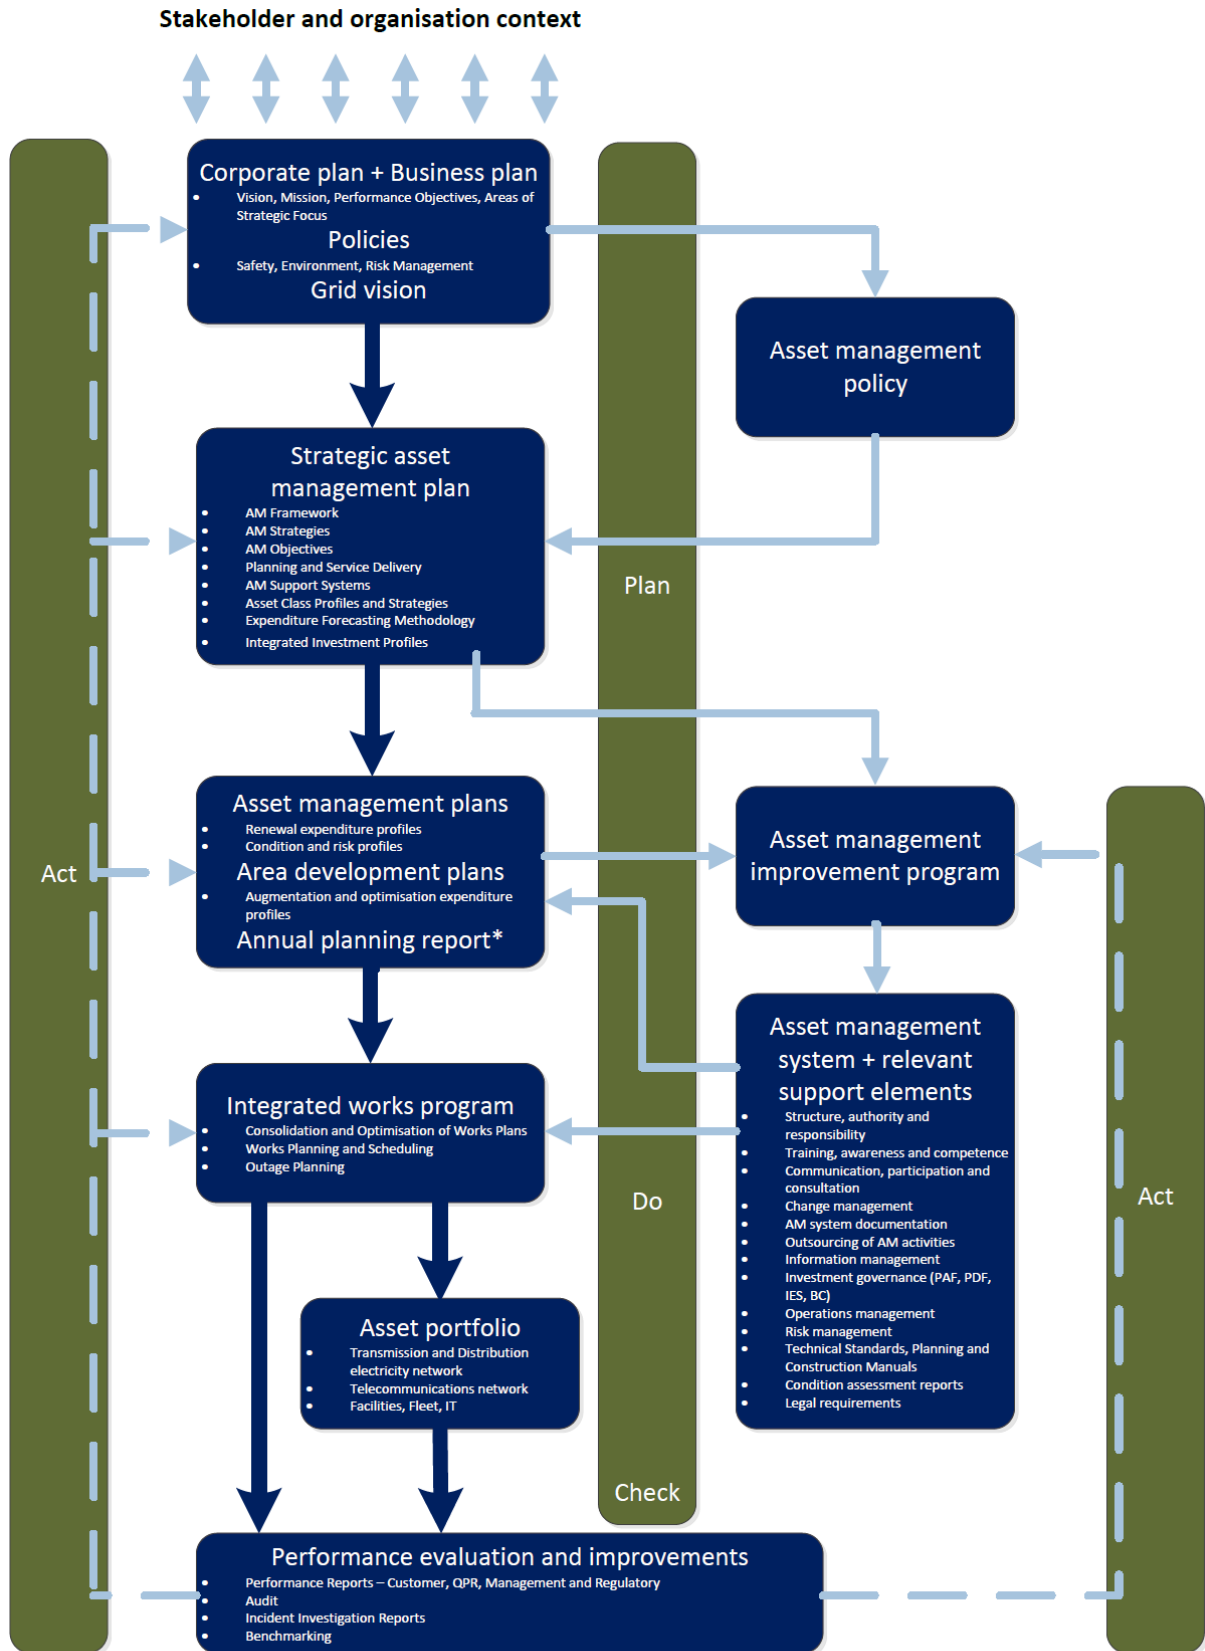 Stakeholder and organisation context
Corporate plan + Business plan
• Vision, Mission, Performance Objectives, Areas of
Strategic Focus
Policies
• Safety, Environment, Risk Management
Grid vision
Asset management
policy
Strategic asset
management plan
• AM Framework
• AM Strategies
• AM Objectives
• Planning and Service Delivery
• AM Support Systems
• Asset Class Profiles and Strategies
• Expenditure Forecasting Methodology
• Integrated Investment Profiles
Plan
Act
Asset management plans
• Renewal expenditure profiles
• Condition and risk profiles
Area development plans
• Augmentation and optimisation expenditure
profiles
Annual planning report*
Asset management
improvement program
Integrated works program
• Consolidation and Optimisation of Works Plans
• Works Planning and Scheduling
• Outage Planning
Do
Asset management
system + relevant
support elements
• Structure, authority and
responsibility
• Training, awareness and competence
• Communication, participation and
consultation
• Change management
• AM system documentation
• Outsourcing of AM activities
• Information management
• Investment governance (PAF, PDF,
IES, BC)
• Operations management
• Risk management
• Technical Standards, Planning and
Construction Manuals
• Condition assessment reports
• Legal requirements
Act
Asset portfolio
• Transmission and Distribution
electricity network
• Telecommunications network
• Facilities, Fleet, IT
Check
Performance evaluation and improvements
• Performance Reports – Customer, QPR, Management and Regulatory
• Audit
• Incident Investigation Reports
• Benchmarking